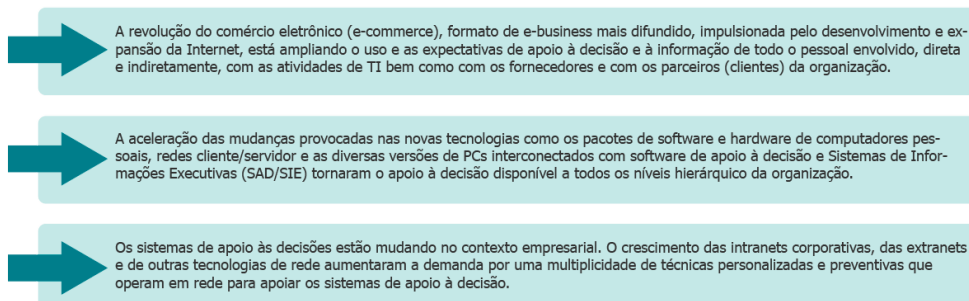 A revolução do comércio eletrônico (e-commerce), formato de e-business mais difundido, impulsionada pelo desenvolvimento e ex-
pansão da Internet, está ampliando o uso e as expectativas de apoio à decisão e à informação de todo o pessoal envolvido, direta
e indiretamente, com as atividades de TI bem como com os fornecedores e com os parceiros (clientes) da organização.
A aceleração das mudanças provocadas nas novas tecnologias como os pacotes de software e hardware de computadores pes-
soais, redes cliente/servidor e as diversas versões de PCs interconectados com software de apoio à decisão e Sistemas de Infor-
mações Executivas (SAD/SIE) tornaram o apoio à decisão disponível a todos os níveis hierárquico da organização.
Os sistemas de apoio às decisões estão mudando no contexto empresarial. O crescimento das intranets corporativas, das extranets
e de outras tecnologias de rede aumentaram a demanda por uma multiplicidade de técnicas personalizadas e preventivas que
operam em rede para apoiar os sistemas de apoio à decisão.